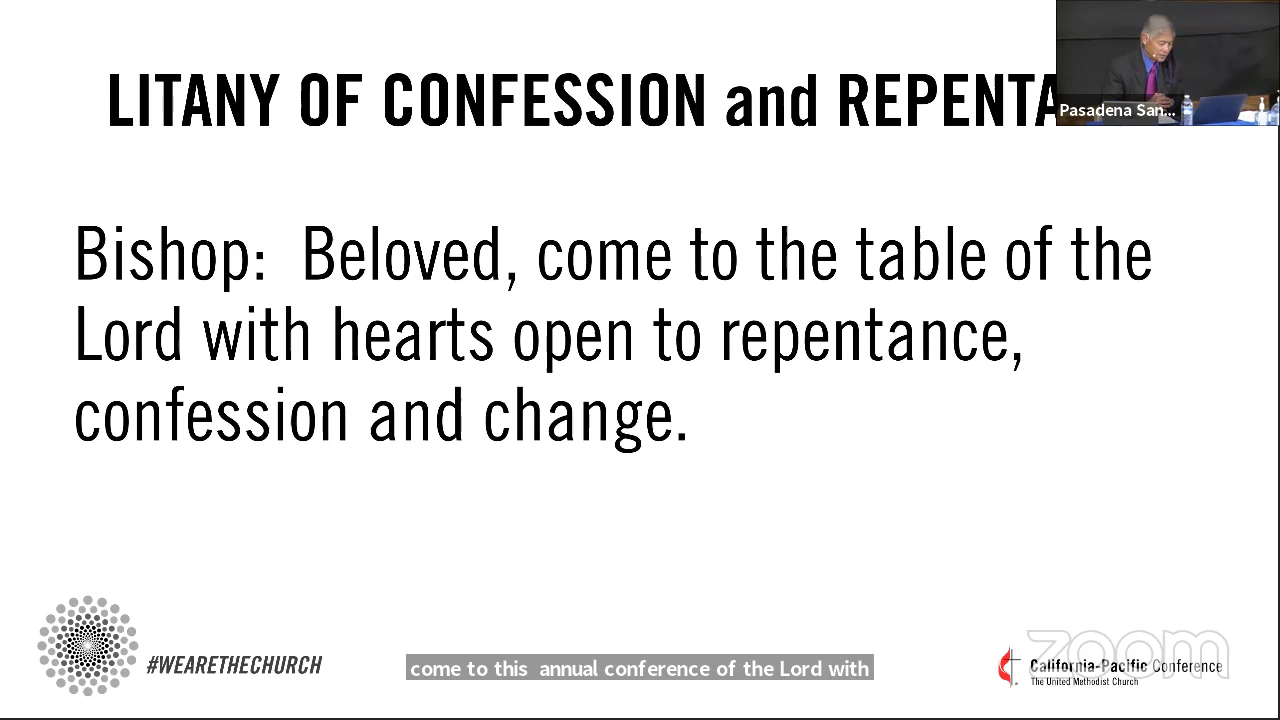 LITANY OF CONFESSION and REPENTA
Pasadena San...
Bishop:  Beloved, come to the table of the
Lord with hearts open to repentance,
confession and change.
#WEARETHECHURCH
come to this  annual conference of the Lord with
zoom
California-Pacific Conference
The United Methodist Church